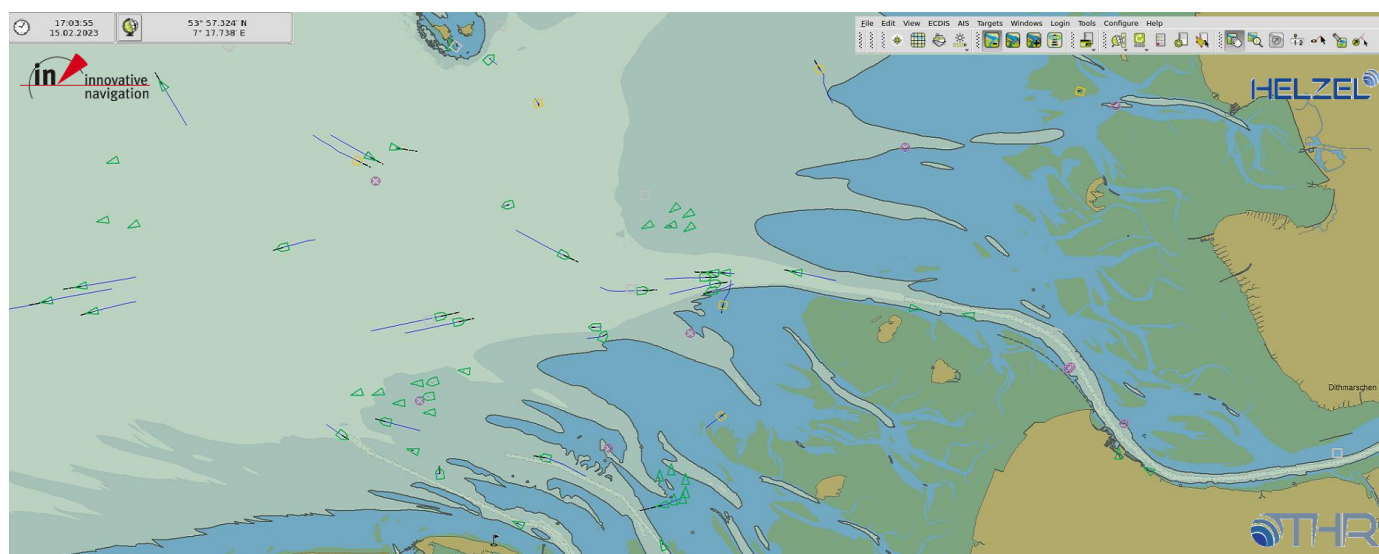 17:03:55
15.02.2023
53° 57.324' N
7° 17.738' E
File Edit View ECDIS AIS Targets Windows Login Tools Configure Help
in innovative
navigation
HELZEL
Dithmarschen
THR